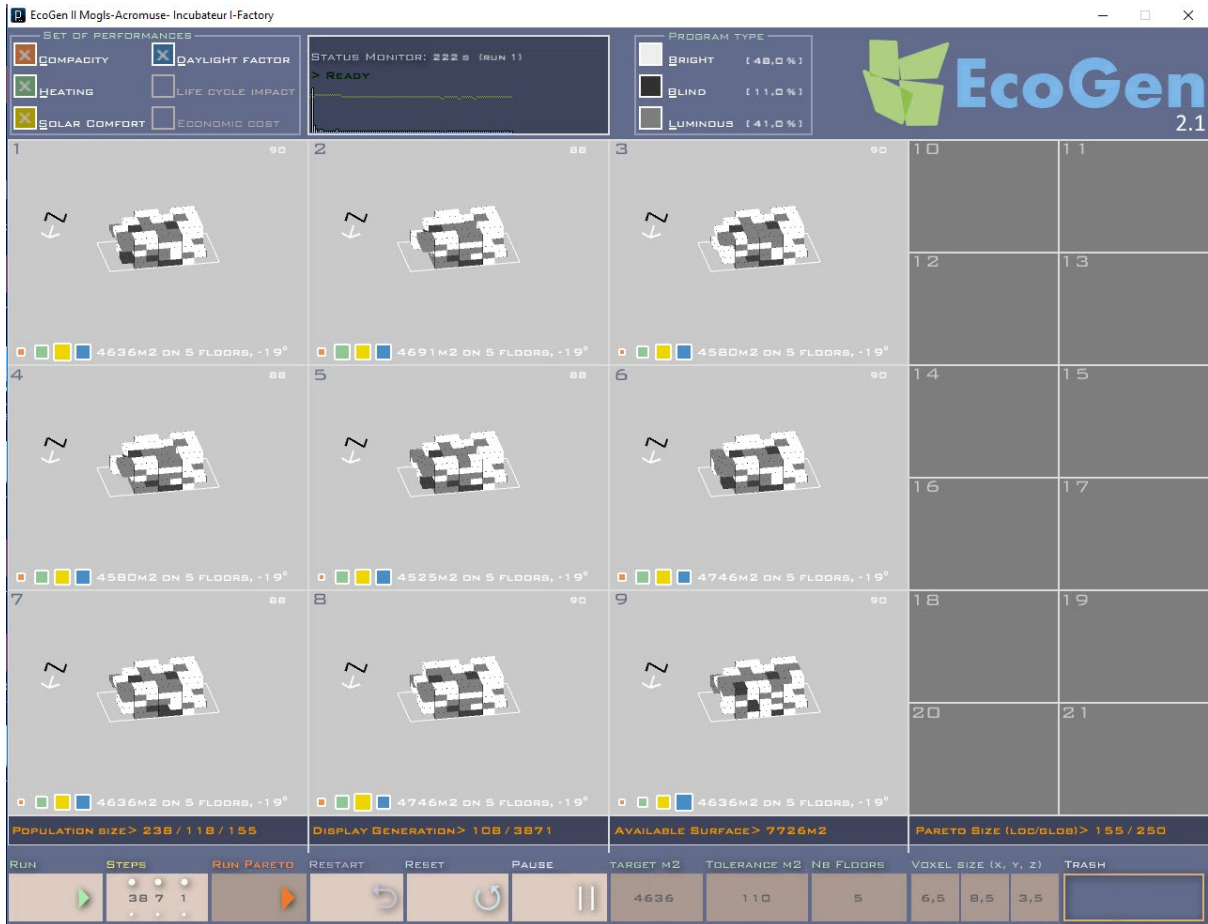 EcoGen II Mogls-Acromuse- Incubateur I-Factory
Set of performances
Compacity
Daylight factor
Heating
Life cycle impact
Solar Comfort
Economic cost
Status Monitor: 222 s (run 1)
> Ready
Program type
Bright [48,0%]
Blind [11,0%]
Luminous [41,0%]
EcoGen
2.1
1 90
2 88
3 90
10
11
12
13
4636m2 on 5 floors, -19°
4691m2 on 5 floors, -19°
4580m2 on 5 floors, -19°
4 88
5 88
6 90
14
15
16
17
4580m2 on 5 floors, -19°
4525m2 on 5 floors, -19°
4746m2 on 5 floors, -19°
7 88
8 90
9 90
18
19
20
21
4636m2 on 5 floors, -19°
4746m2 on 5 floors, -19°
4636m2 on 5 floors, -19°
Population size> 238/118/155
Display Generation> 108/3871
Available Surface> 7726m2
Pareto Size (loc/glob)> 155/250
Run
Steps
Run Pareto
Restart
Reset
Pause
Target m2
Tolerance m2
Nb Floors
Voxel size (x, y, z)
Trash
38 7 1
4636
110
5
6,5
8,5
3,5
N
N
N
N
N
N
N
N
N